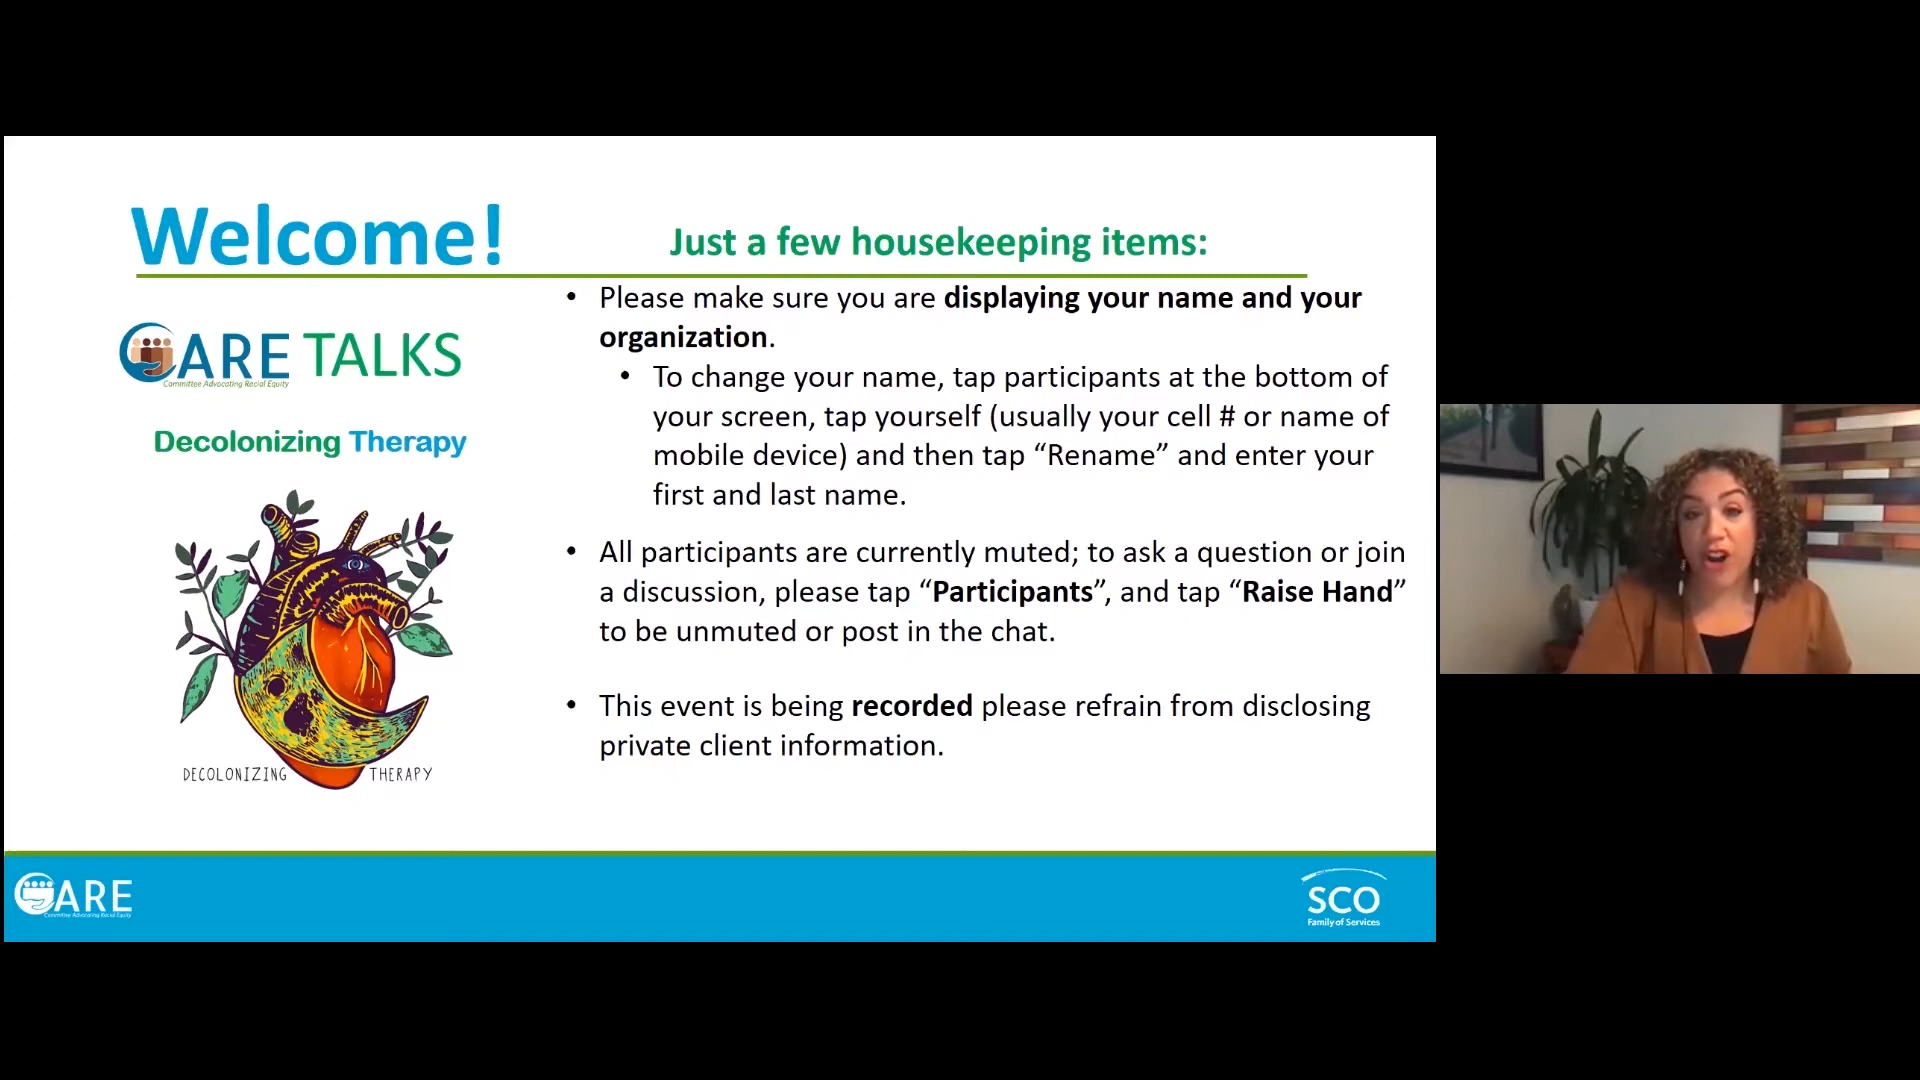 Welcome!
Just a few housekeeping items:
• Please make sure you are displaying your name and your
organization.
• To change your name, tap participants at the bottom of
your screen, tap yourself (usually your cell # or name of
mobile device) and then tap “Rename” and enter your
first and last name.
• All participants are currently muted; to ask a question or join
a discussion, please tap “Participants”, and tap “Raise Hand”
to be unmuted or post in the chat.
• This event is being recorded please refrain from disclosing
private client information.
CARE TALKS
Committee Advocating Racial Equity
Decolonizing Therapy
DECOLONIZING THERAPY
CARE
Committee Advocating Racial Equity
SCO
Family of Services